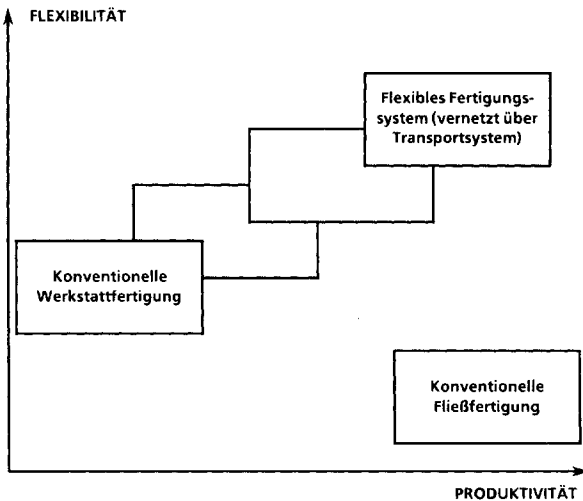 FLEXIBILITÄT
Flexibles Fertigungs-
system (vernetzt über
Transportsystem)
Konventionelle
Werkstattfertigung
Konventionelle
Fließfertigung
PRODUKTIVITÄT